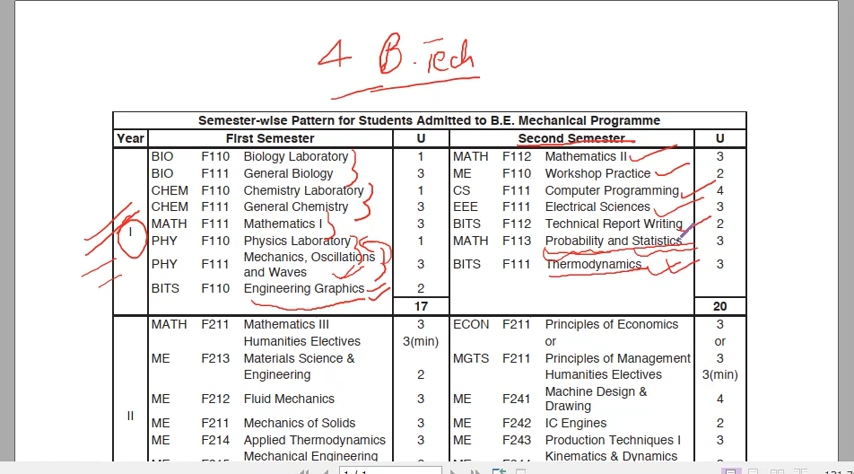 4 B.Tech
Semester-wise Pattern for Students Admitted to B.E. Mechanical Programme
Year First Semester U Second Semester U
BIO F110 Biology Laboratory 1 MATH F112 Mathematics II 3
BIO F111 General Biology 3 ME F110 Workshop Practice 2
CHEM F110 Chemistry Laboratory 1 CS F111 Computer Programming 4
CHEM F111 General Chemistry 3 EEE F111 Electrical Sciences 3
I MATH F111 Mathematics I 3 BITS F112 Technical Report Writing 2
PHY F110 Physics Laboratory 1 MATH F113 Probability and Statistics 3
PHY F111 Mechanics, Oscillations 3 BITS F111 Thermodynamics 3
and Waves
BITS F110 Engineering Graphics 2
17 20
MATH F211 Mathematics III 3 ECON F211 Principles of Economics 3
Humanities Electives 3(min) or or
ME F213 Materials Science & MGTS F211 Principles of Management 3
Engineering 2 Humanities Electives 3(min)
ME F212 Fluid Mechanics 3 ME F241 Machine Design & 4
Drawing
II ME F211 Mechanics of Solids 3 ME F242 IC Engines 2
ME F214 Applied Thermodynamics 3 ME F243 Production Techniques I 3
Mechanical Engineering Kinematics & Dynamics
1/1